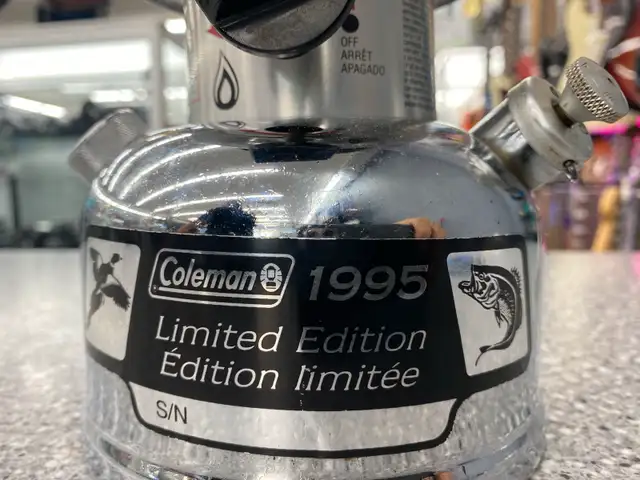 OFF
ARRÊT
APAGADO
Coleman 1995
Limited Edition
Édition limitée
S/N